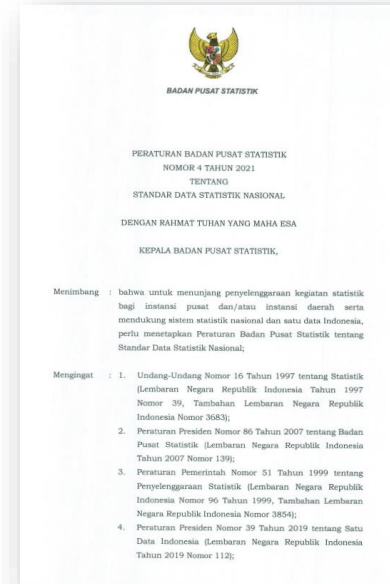 BADAN PUSAT STATISTIK
PERATURAN BADAN PUSAT STATISTIK
NOMOR 4 TAHUN 2021
TENTANG
STANDAR DATA STATISTIK NASIONAL
DENGAN RAHMAT TUHAN YANG MAHA ESA
KEPALA BADAN PUSAT STATISTIK,
Menimbang : bahwa untuk menunjang penyelenggaraan kegiatan statistik
bagi instansi pusat dan/atau instansi daerah serta
mendukung sistem statistik nasional dan satu data Indonesia,
perlu menetapkan Peraturan Badan Pusat Statistik tentang
Standar Data Statistik Nasional;
Mengingat : 1. Undang-Undang Nomor 16 Tahun 1997 tentang Statistik
(Lembaran Negara Republik Indonesia Tahun 1997
Nomor 39, Tambahan Lembaran Negara Republik
Indonesia Nomor 3683);
2. Peraturan Presiden Nomor 86 Tahun 2007 tentang Badan
Pusat Statistik (Lembaran Negara Republik Indonesia
Tahun 2007 Nomor 139);
3. Peraturan Pemerintah Nomor 51 Tahun 1999 tentang
Penyelenggaraan Statistik (Lembaran Negara Republik
Indonesia Nomor 96 Tahun 1999, Tambahan Lembaran
Negara Republik Indonesia Nomor 3854);
4. Peraturan Presiden Nomor 39 Tahun 2019 tentang Satu
Data Indonesia (Lembaran Negara Republik Indonesia
Tahun 2019 Nomor 112);